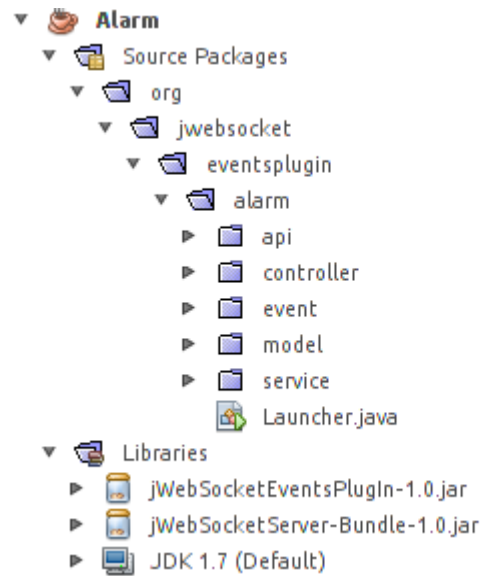 Alarm
Source Packages
org
jwebsocket
eventsplugin
alarm
api
controller
event
model
service
Launcher.java
Libraries
jWebSocketEventsPlugIn-1.0.jar
jWebSocketServer-Bundle-1.0.jar
JDK 1.7 (Default)